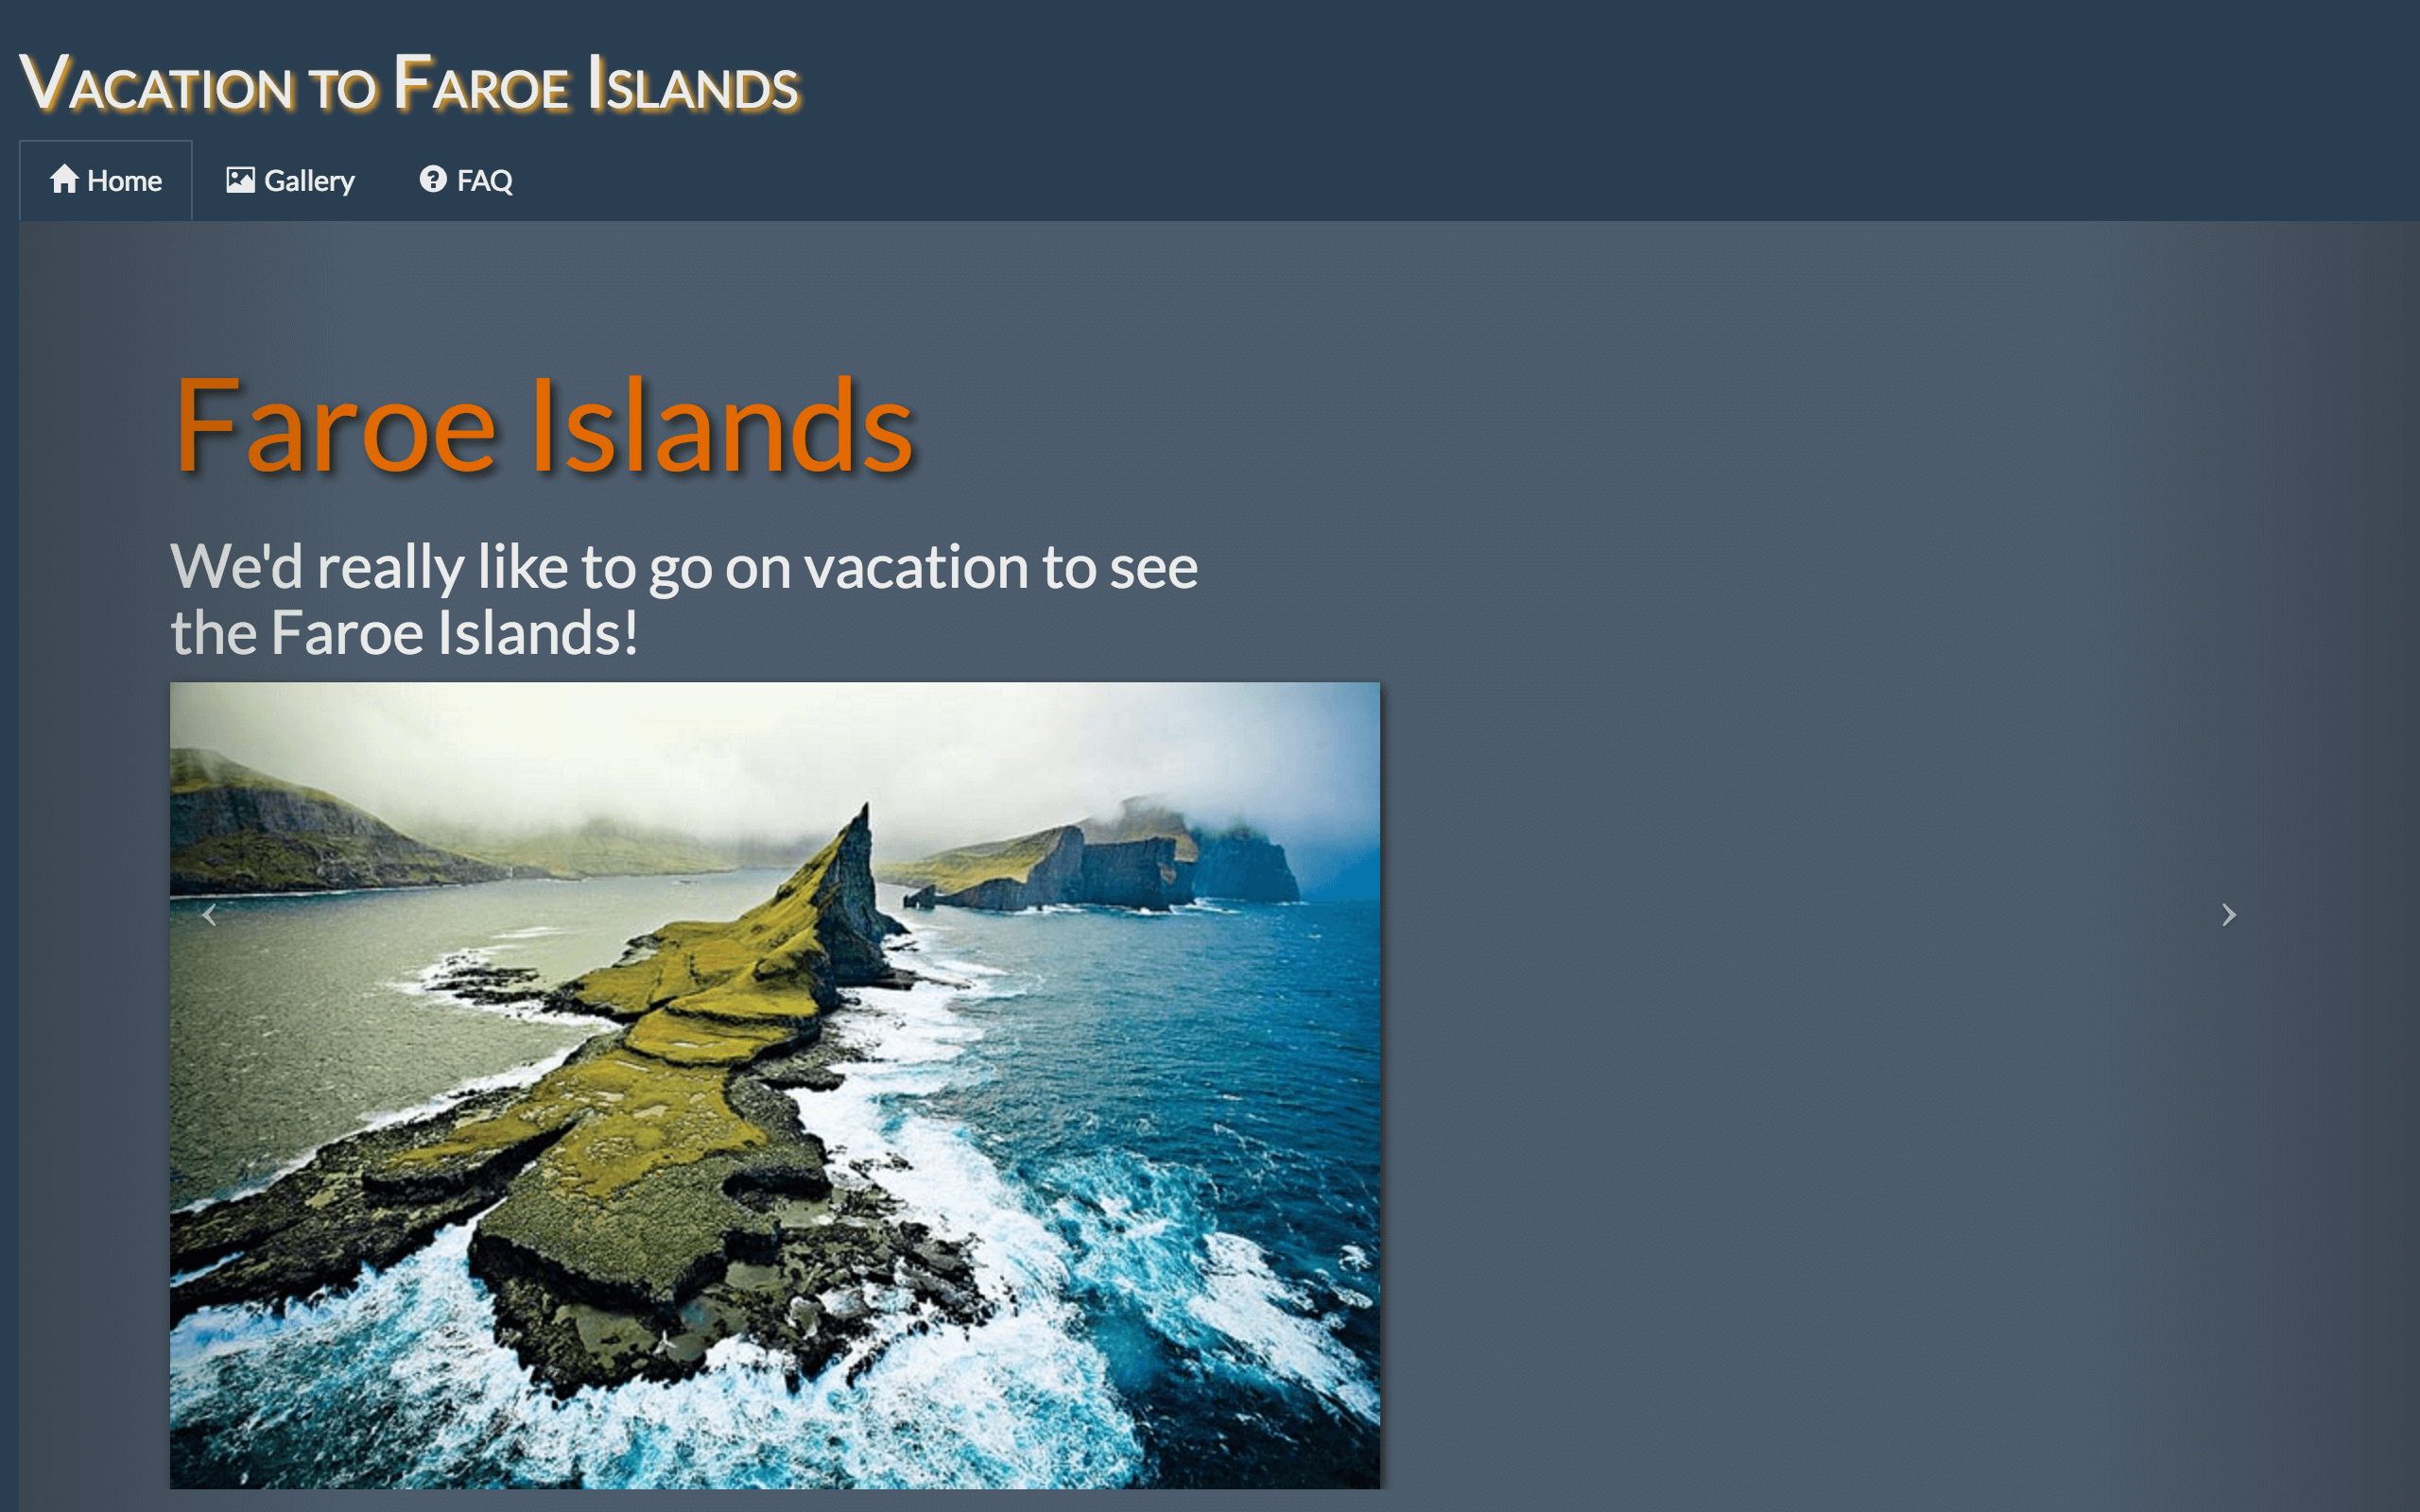 Vacation to Faroe Islands
Home Gallery FAQ
Faroe Islands
We'd really like to go on vacation to see
the Faroe Islands!